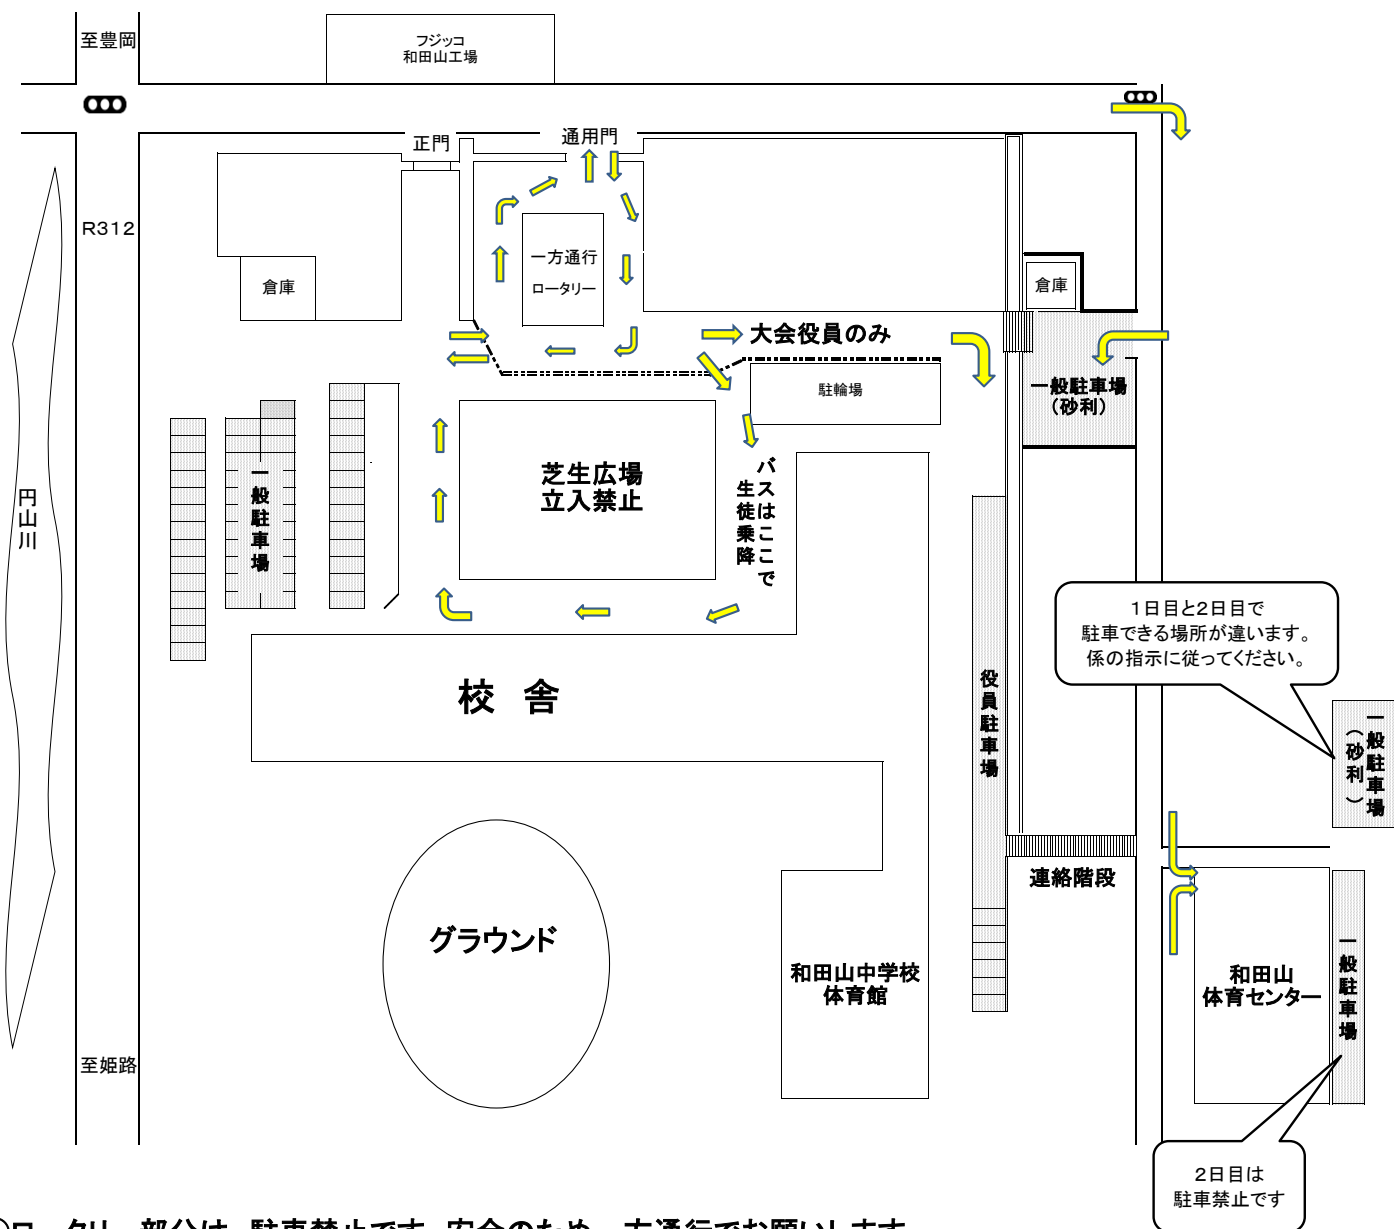 至豊岡
フジッコ
和田山工場
正門
通用門
R312
倉庫
一方通行
ロータリー
倉庫
大会役員のみ
一般駐車場
（砂利）
駐輪場
円山川
一般駐車場
芝生広場
立入禁止
バスはここで
生徒乗降
1日目と2日目で
駐車できる場所が違います。
係の指示に従ってください。
校　舎
役員駐車場
一般駐車場
（砂利）
連絡階段
グラウンド
和田山中学校
体育館
和田山
体育センター
一般駐車場
至姫路
2日目は
駐車禁止です